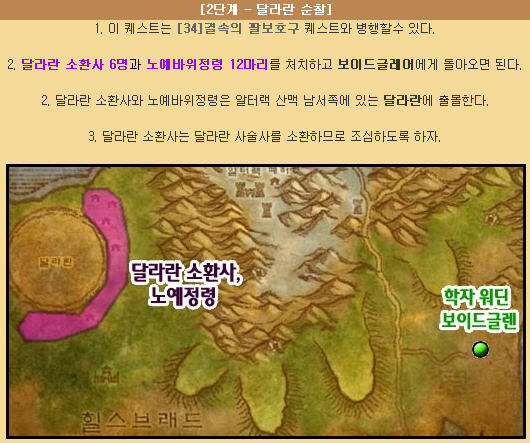 [2단계 - 달라란 순찰]
1. 이 퀘스트는 [34]결속의 팔보호구 퀘스트와 병행할수 있다.
2. 달라란 소환사 6명과 노예바위정령 12마리를 처치하고 보이드글레어에게 돌아오면 된다.
2. 달라란 소환사와 노예바위정령은 알터랙 산맥 남서쪽에 있는 달라란에 출몰한다.
3. 달라란 소환사는 달라란 사술사를 소환하므로 조심하도록 하자.
달라란
달라란 소환사,
노예정령
학자 워딘
보이드글렌
힐스브래드